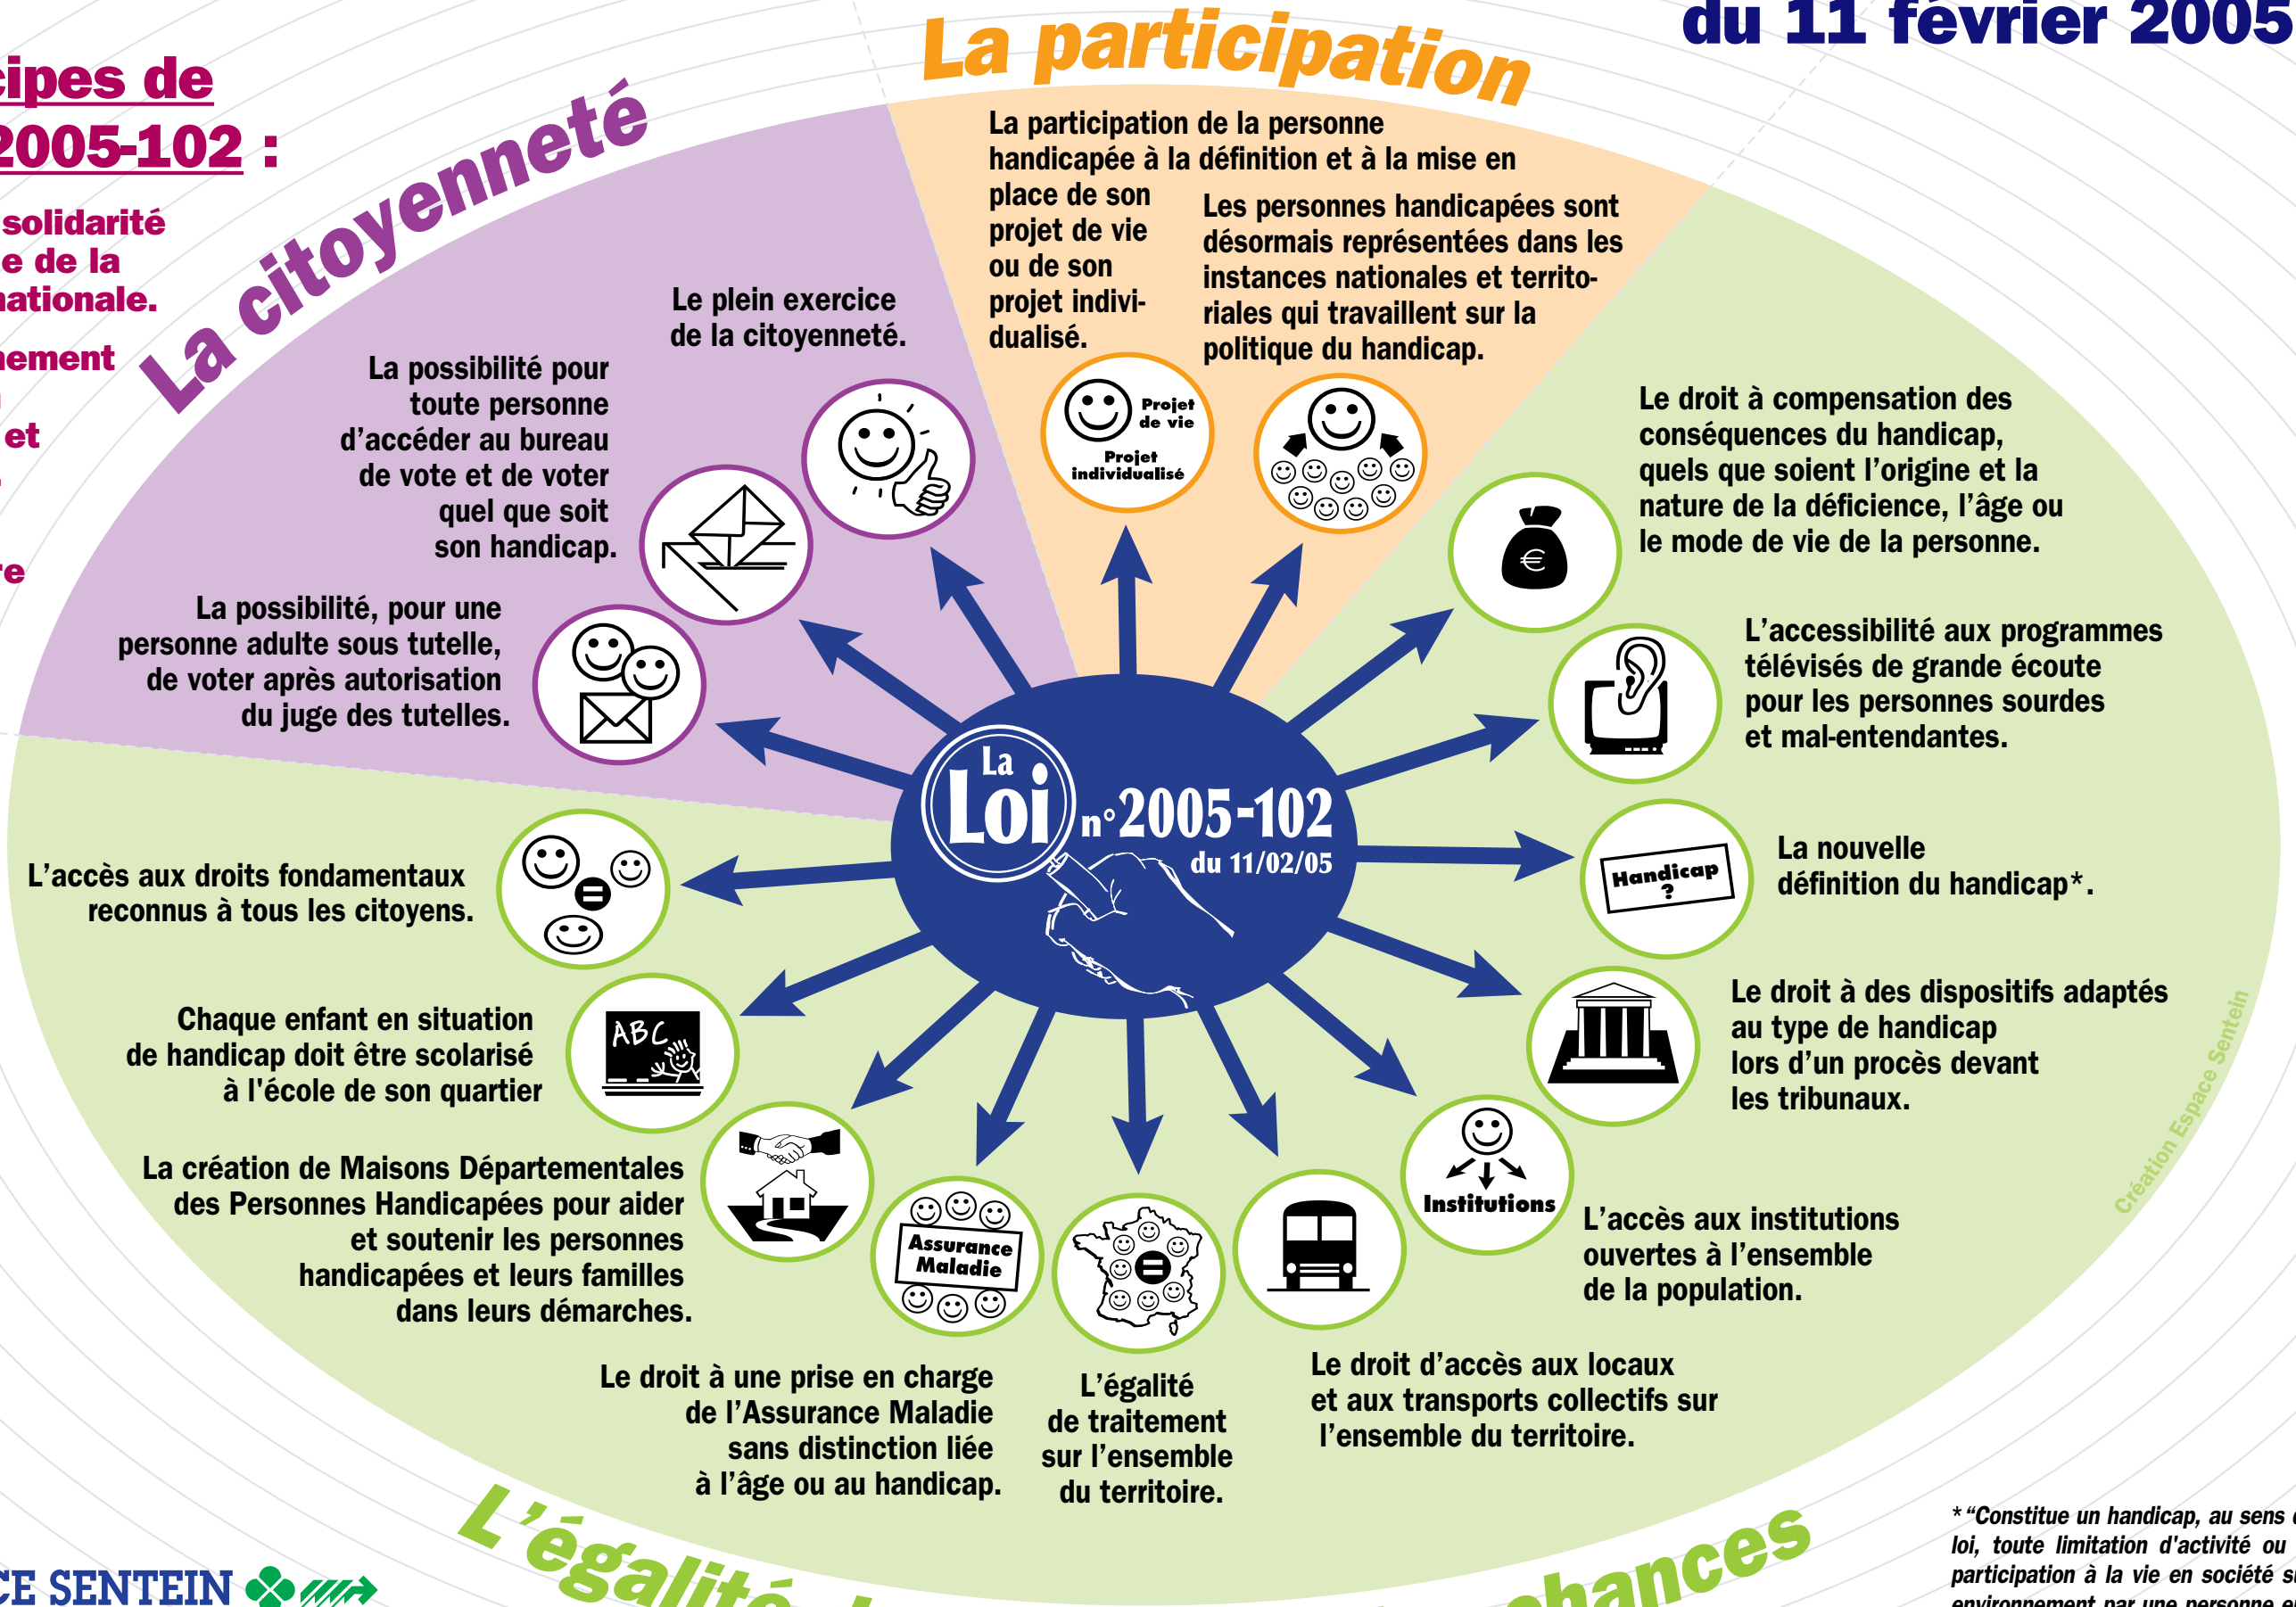 du 11 février 2005
cipes de
2005-102 :
solidarité
e de la
nationale.
nement
et
re
La citoyenneté
La participation
La participation de la personne
handicapée à la définition et à la mise en
place de son
projet de vie
ou de son
projet indivi-
dualisé.
Les personnes handicapées sont
désormais représentées dans les
instances nationales et territo-
riales qui travaillent sur la
politique du handicap.
Projet
de vie
Projet
individualisé
Le plein exercice
de la citoyenneté.
La possibilité pour
toute personne
d'accéder au bureau
de vote et de voter
quel que soit
son handicap.
La possibilité, pour une
personne adulte sous tutelle,
de voter après autorisation
du juge des tutelles.
Le droit à compensation des
conséquences du handicap,
quels que soient l'origine et la
nature de la déficience, l'âge ou
le mode de vie de la personne.
€
L'accessibilité aux programmes
télévisés de grande écoute
pour les personnes sourdes
et mal-entendantes.
La
Loi n°2005-102
du 11/02/05
Handicap
?
La nouvelle
définition du handicap*.
L'accès aux droits fondamentaux
reconnus à tous les citoyens.
=
Le droit à des dispositifs adaptés
au type de handicap
lors d'un procès devant
les tribunaux.
Chaque enfant en situation
de handicap doit être scolarisé
à l'école de son quartier
ABC
La création de Maisons Départementales
des Personnes Handicapées pour aider
et soutenir les personnes
handicapées et leurs familles
dans leurs démarches.
Institutions
L'accès aux institutions
ouvertes à l'ensemble
de la population.
Assurance
Maladie
=
Le droit à une prise en charge
de l'Assurance Maladie
sans distinction liée
à l'âge ou au handicap.
L'égalité
de traitement
sur l'ensemble
du territoire.
Le droit d'accès aux locaux
et aux transports collectifs sur
l'ensemble du territoire.
Création Espace Sentein
L'égalité chances
*"Constitue un handicap, au sens
loi, toute limitation d'activité ou
participation à la vie en société
environnement par une personne
CE SENTEIN